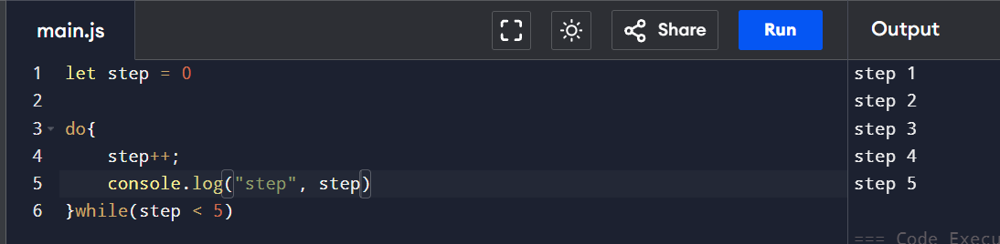 main.js Share Run Output
1 let step = 0
2
3 do{
4 step++;
5 console.log("step", step)
6 }while(step < 5)
step 1
step 2
step 3
step 4
step 5
=== Code